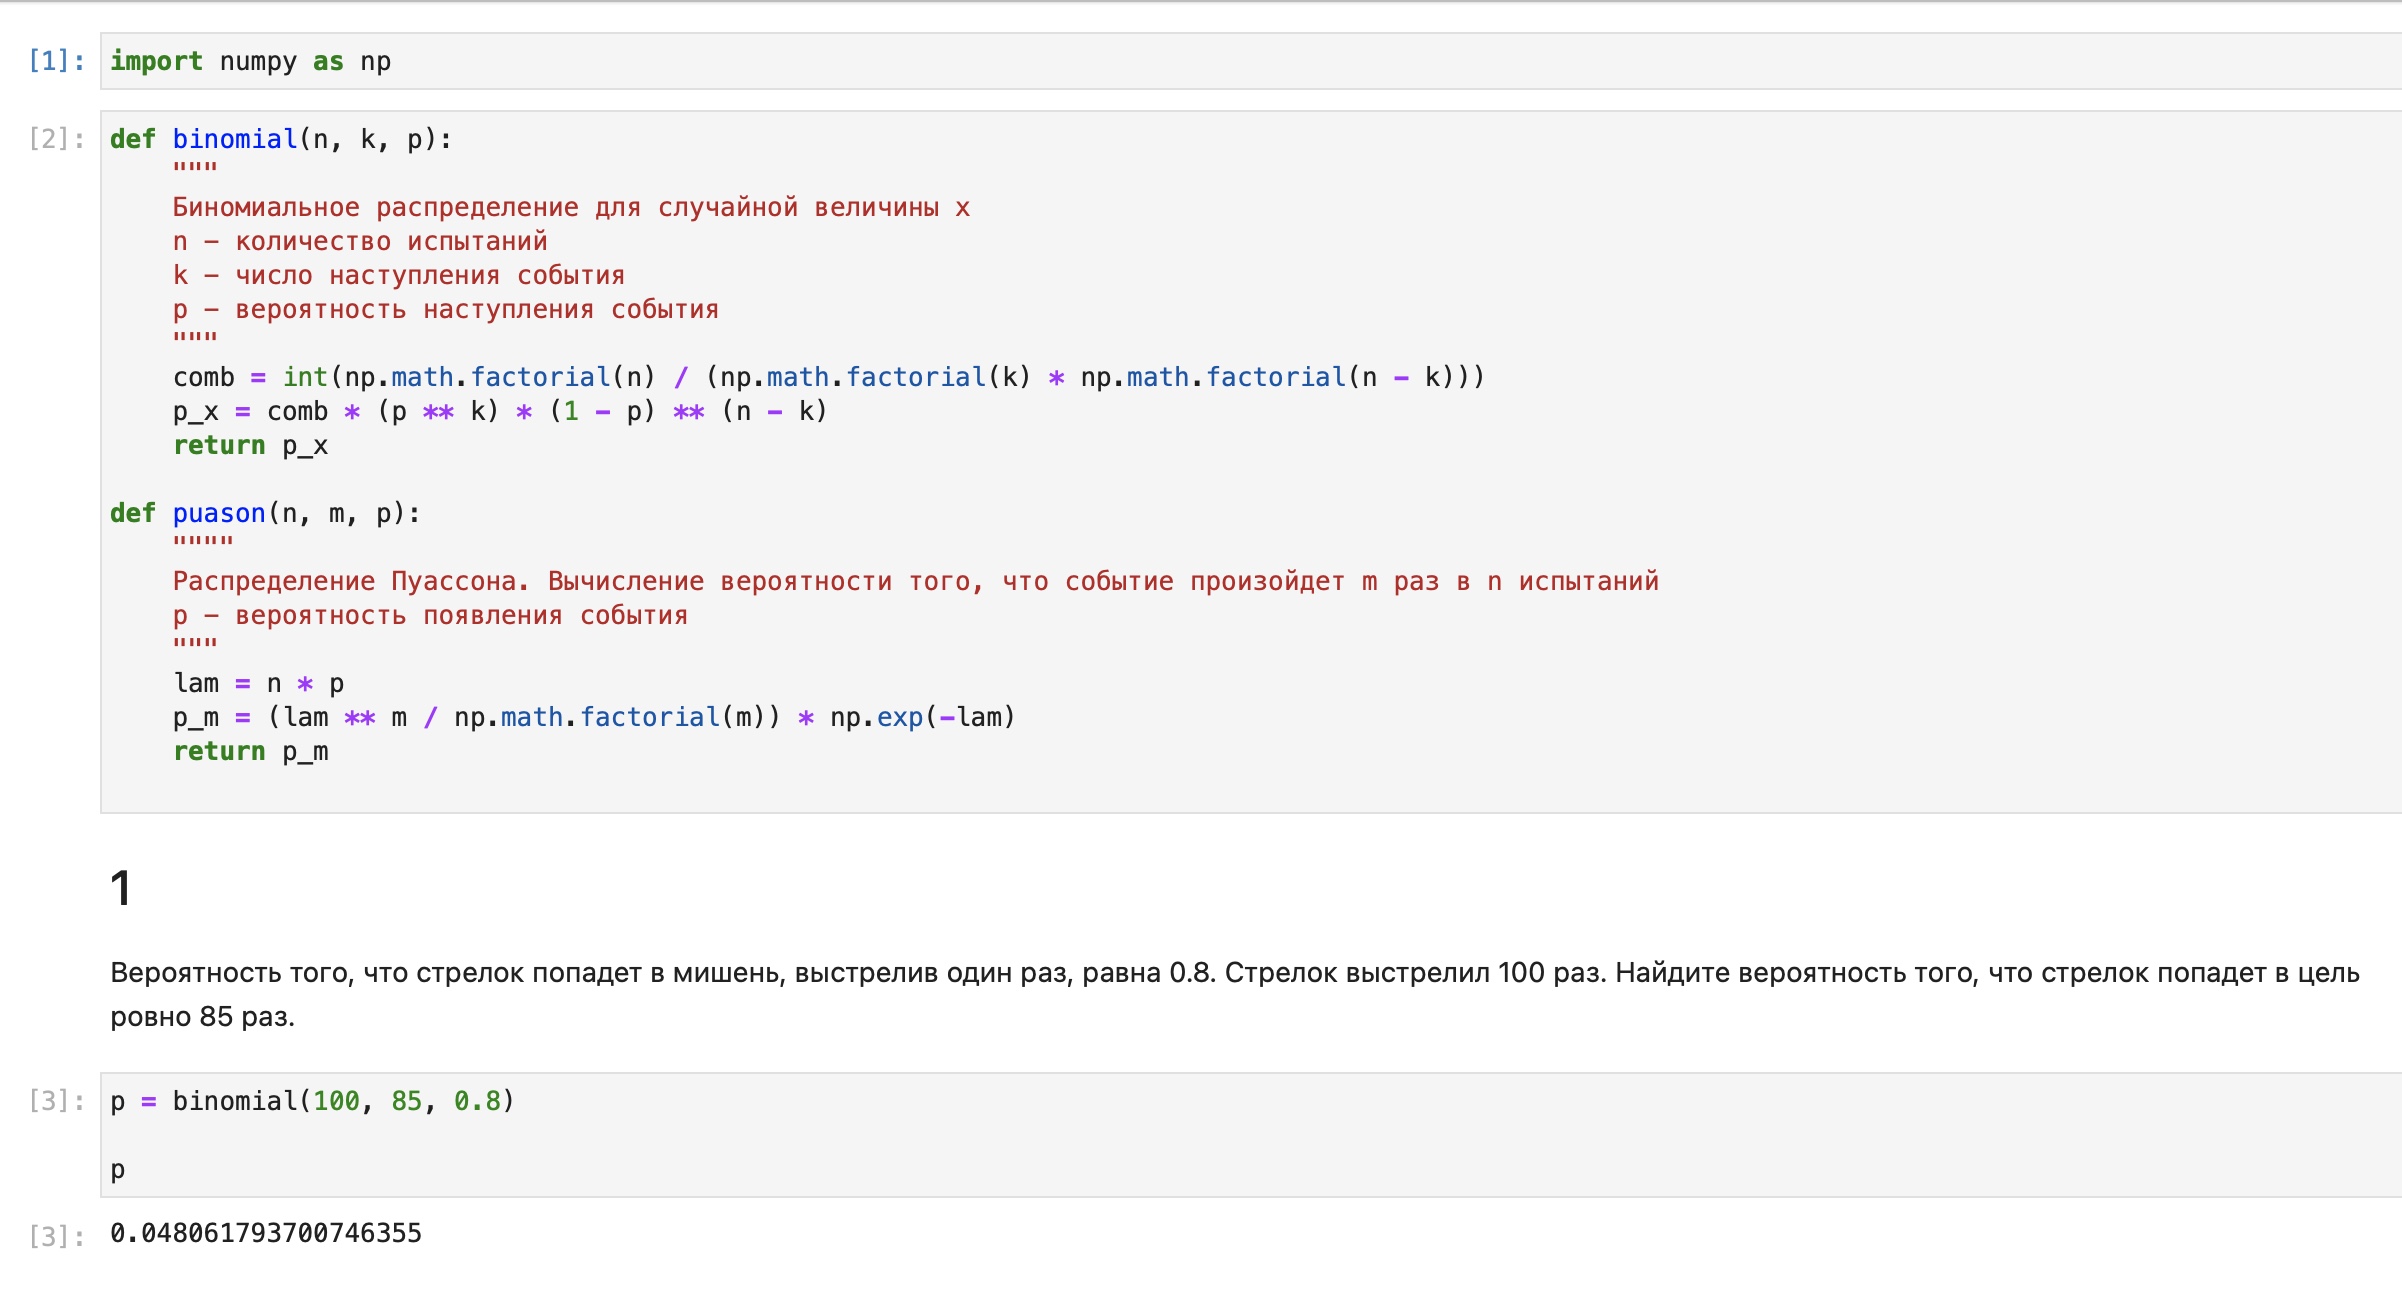 [1]: import numpy as np
[2]: def binomial(n, k, p):
"""
Биномиальное распределение для случайной величины x
n – количество испытаний
k – число наступления события
p – вероятность наступления события
"""
comb = int(np.math.factorial(n) / (np.math.factorial(k) * np.math.factorial(n - k)))
p_x = comb * (p ** k) * (1 - p) ** (n - k)
return p_x
def puason(n, m, p):
""""
Распределение Пуассона. Вычисление вероятности того, что событие произойдет m раз в n испытаний
p – вероятность появления события
"""
lam = n * p
p_m = (lam ** m / np.math.factorial(m)) * np.exp(-lam)
return p_m
1
Вероятность того, что стрелок попадет в мишень, выстрелив один раз, равна 0.8. Стрелок выстрелил 100 раз. Найдите вероятность того, что стрелок попадет в цель
ровно 85 раз.
[3]: p = binomial(100, 85, 0.8)
p
[3]: 0.048061793700746355